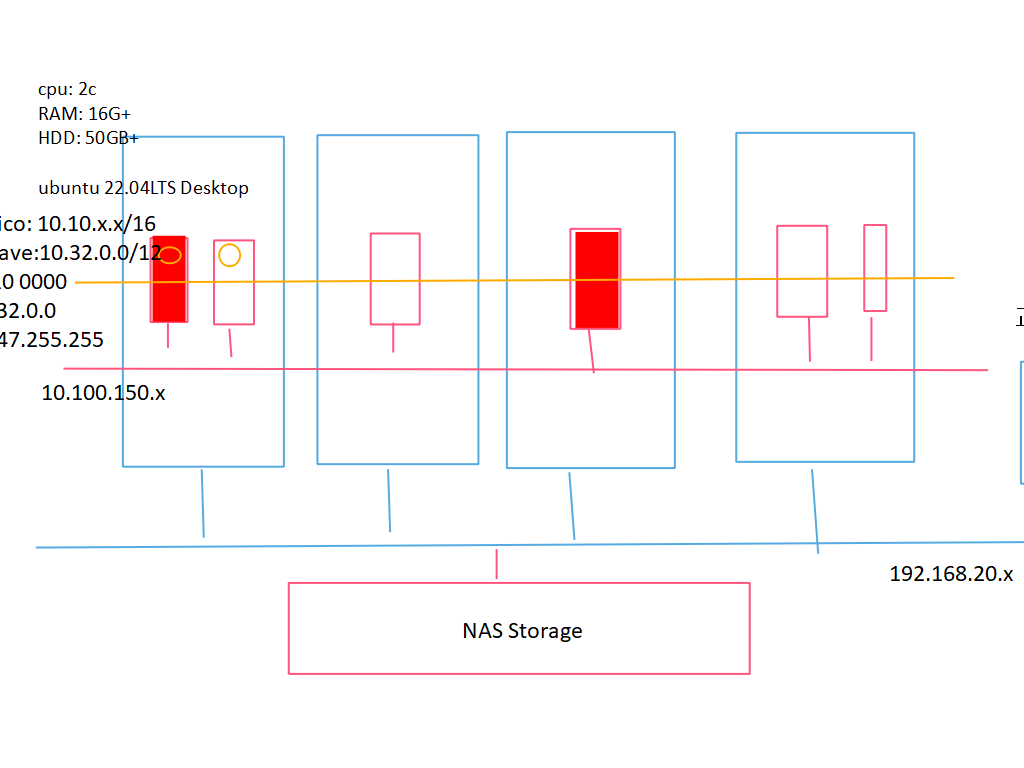 cpu: 2c
RAM: 16G+
HDD: 50GB+
ubuntu 22.04LTS Desktop
ico: 10.10.x.x/16
ave:10.32.0.0/12
0 0000
32.0.0
47.255.255
10.100.150.x
192.168.20.x
NAS Storage